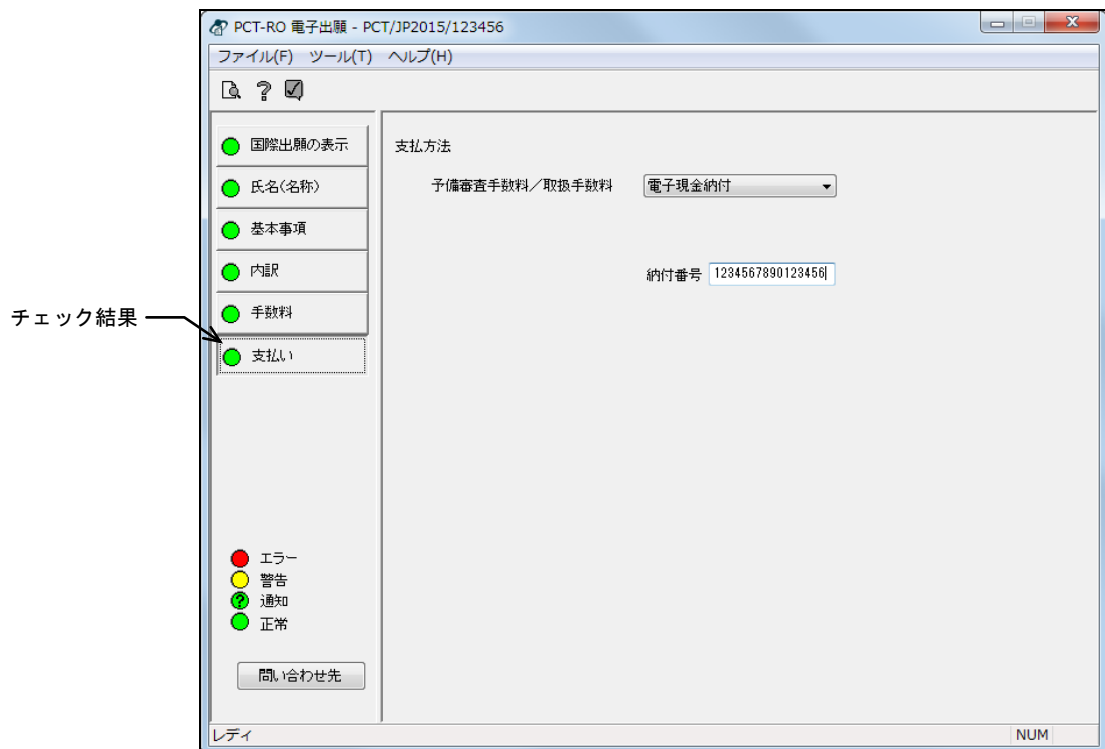 PCT-RO 電子出願 - PCT/JP2015/123456
ファイル(F) ツール(T) ヘルプ(H)
国際出願の表示
氏名(名称)
基本事項
内訳
手数料
支払い
チェック結果
支払方法
予備審査手数料／取扱手数料 電子現金納付
納付番号 1234567890123456
エラー
警告
通知
正常
問い合わせ先
レディ NUM